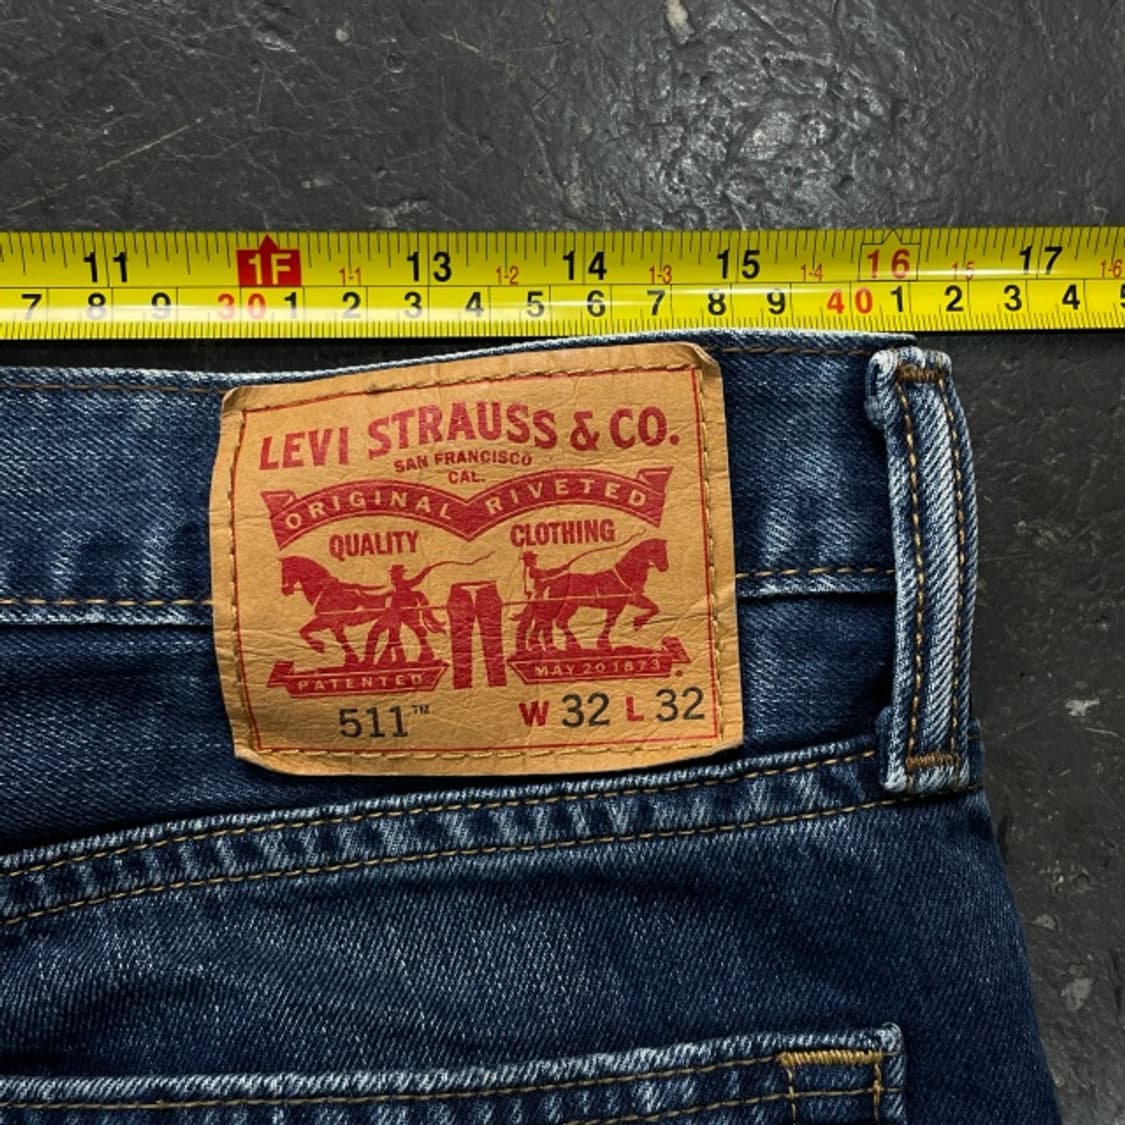 11 1F 1-1 13 1-2 14 1-3 15 1-4 16 1-5 17 1-6
7 8 9 30 1 2 3 4 5 6 7 8 9 40 1 2 3 4 5
LEVI STRAUSS & CO.
SAN FRANCISCO
CAL.
ORIGINAL RIVETED
QUALITY CLOTHING
PATENTED MAY 20 1873
511™ W 32 L 32